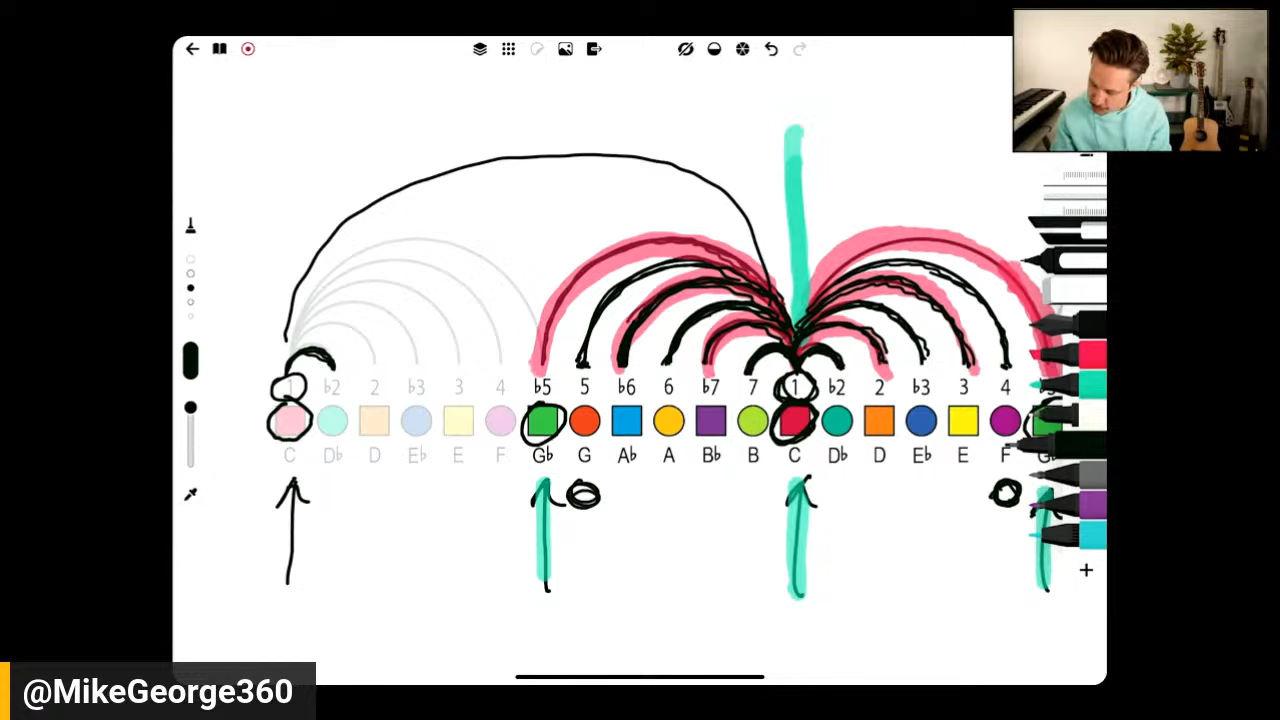 1 ♭2 2 ♭3 3 4 ♭5 5 ♭6 6 ♭7 7 1 ♭2 2 ♭3 3 4
C D♭ D E♭ E F G♭ G A♭ A B♭ B C D♭ D E♭ E F G♭
@MikeGeorge360